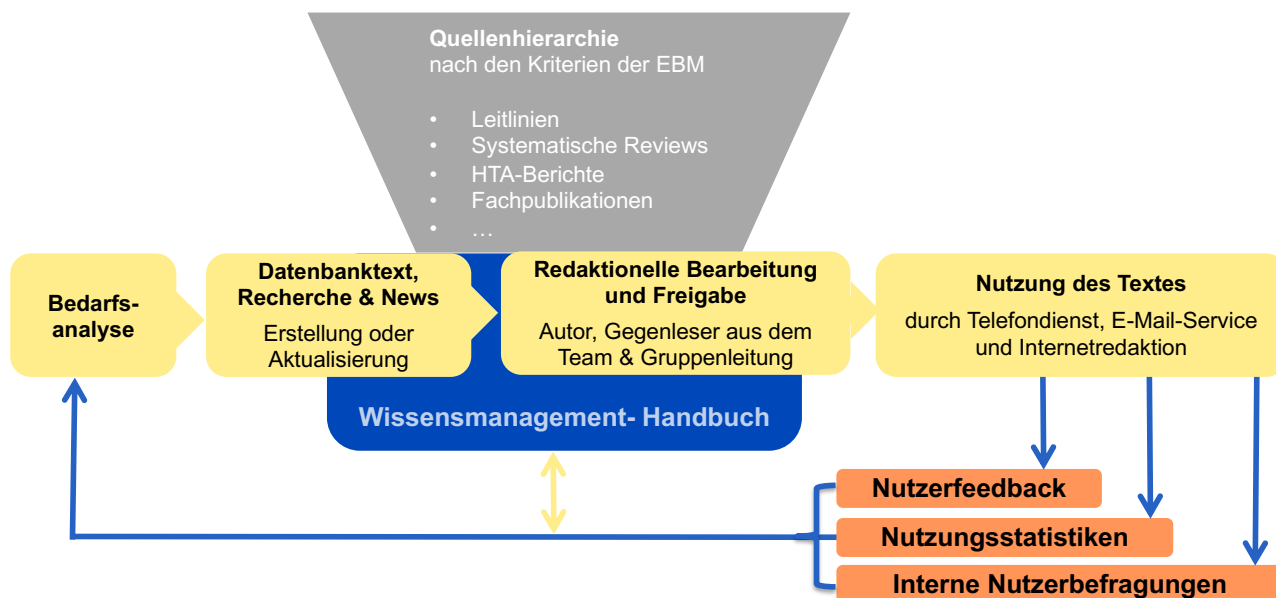 Quellenhierarchie
nach den Kriterien der EBM
• Leitlinien
• Systematische Reviews
• HTA-Berichte
• Fachpublikationen
• …
Bedarfs-
analyse
Datenbanktext,
Recherche & News
Erstellung oder
Aktualisierung
Redaktionelle Bearbeitung
und Freigabe
Autor, Gegenleser aus dem
Team & Gruppenleitung
Nutzung des Textes
durch Telefondienst, E-Mail-Service
und Internetredaktion
Wissensmanagement- Handbuch
Nutzerfeedback
Nutzungsstatistiken
Interne Nutzerbefragungen